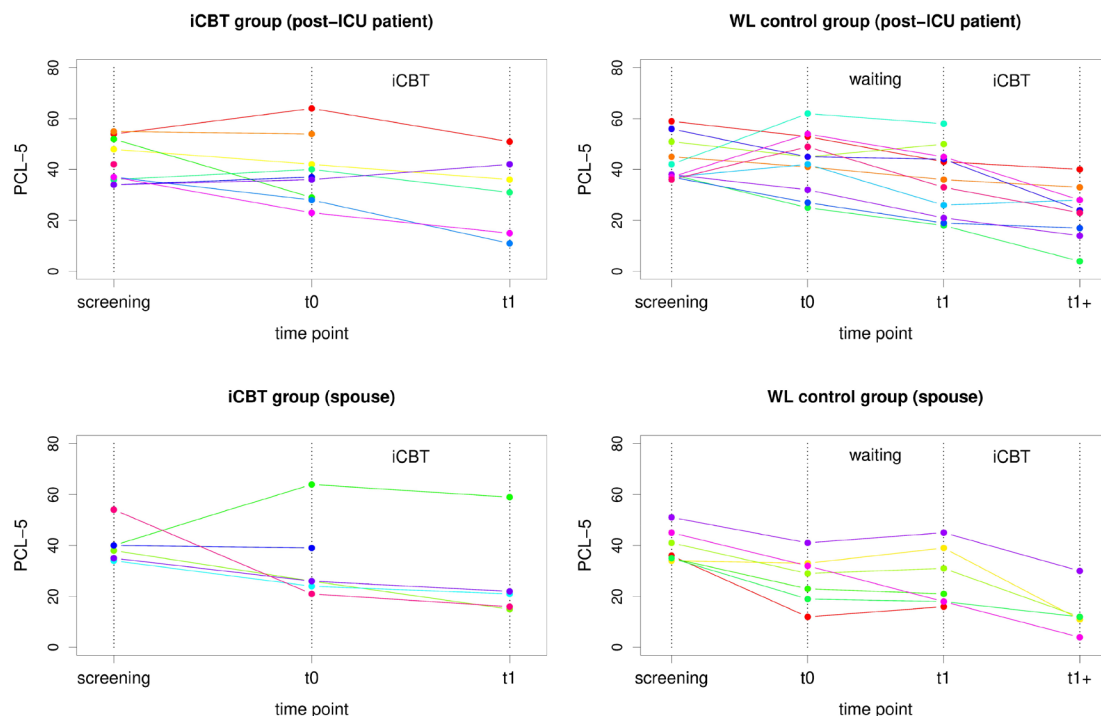 iCBT group (post−ICU patient)
iCBT
PCL−5
80
60
40
20
0
screening t0 t1
time point
WL control group (post−ICU patient)
waiting iCBT
PCL−5
80
60
40
20
0
screening t0 t1 t1+
time point
iCBT group (spouse)
iCBT
PCL−5
80
60
40
20
0
screening t0 t1
time point
WL control group (spouse)
waiting iCBT
PCL−5
80
60
40
20
0
screening t0 t1 t1+
time point